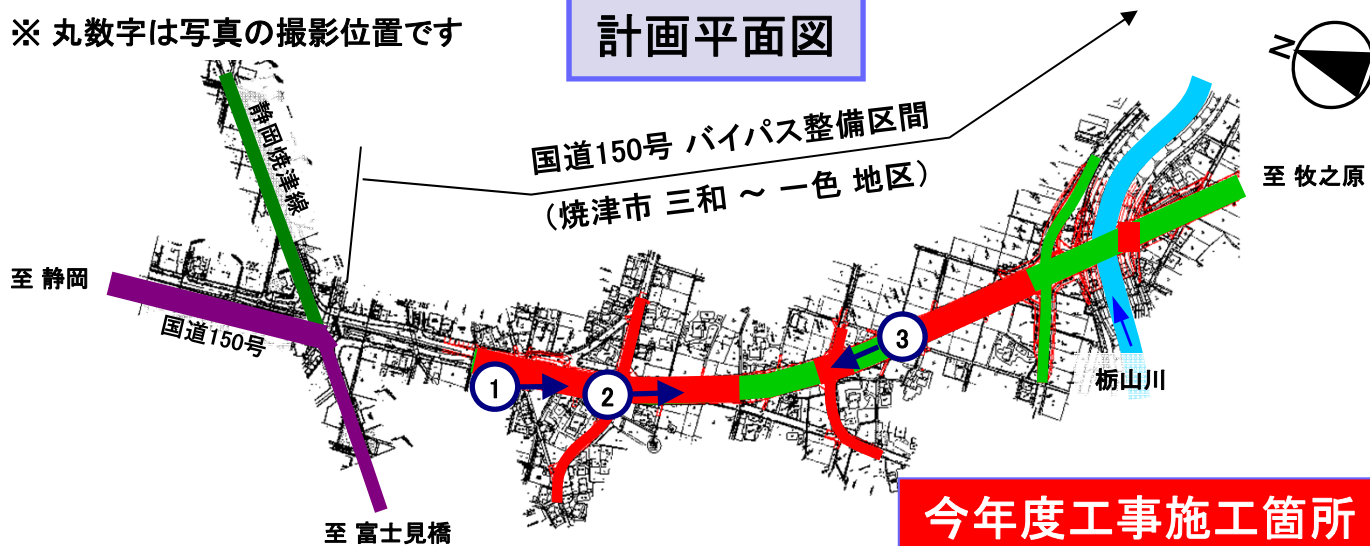 ※ 丸数字は写真の撮影位置です
計画平面図
N
静岡焼津線
国道150号 バイパス整備区間
(焼津市 三和 ～ 一色 地区)
至 牧之原
至 静岡
国道150号
1
2
3
栃山川
至 富士見橋
今年度工事施工箇所